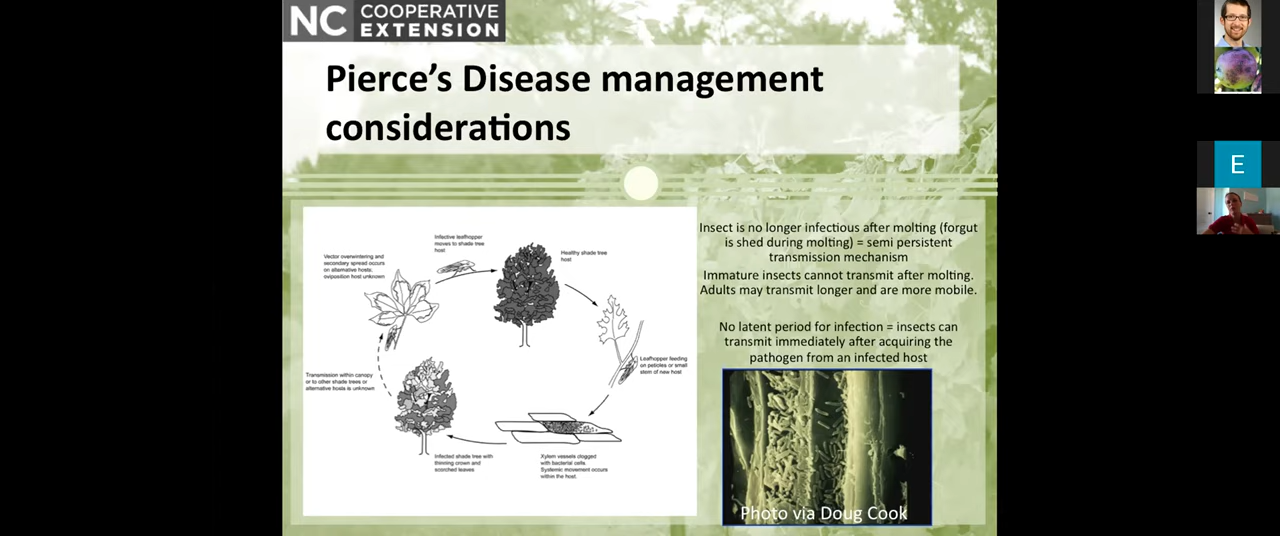 NC COOPERATIVE
EXTENSION
Pierce's Disease management
considerations
Infective leafhopper
moves to shade tree
host
Healthy shade tree
host
Vector overwintering and
secondary spread occurs
on alternative hosts,
oviposition host unknown
Leafhopper feeding
on petioles or small
stem of new host
Transmission within canopy
or to other shade trees or
alternative hosts is unknown
Infected shade tree with
thinning crown and
scorched leaves
Xylem vessels clogged
with bacterial cells
Systemic movement occurs
within the host.
Insect is no longer infectious after molting (forgut
is shed during molting) = semi persistent
transmission mechanism
Immature insects cannot transmit after molting.
Adults may transmit longer and are more mobile.
No latent period for infection = insects can
transmit immediately after acquiring the
pathogen from an infected host
Photo via Doug Cook
E